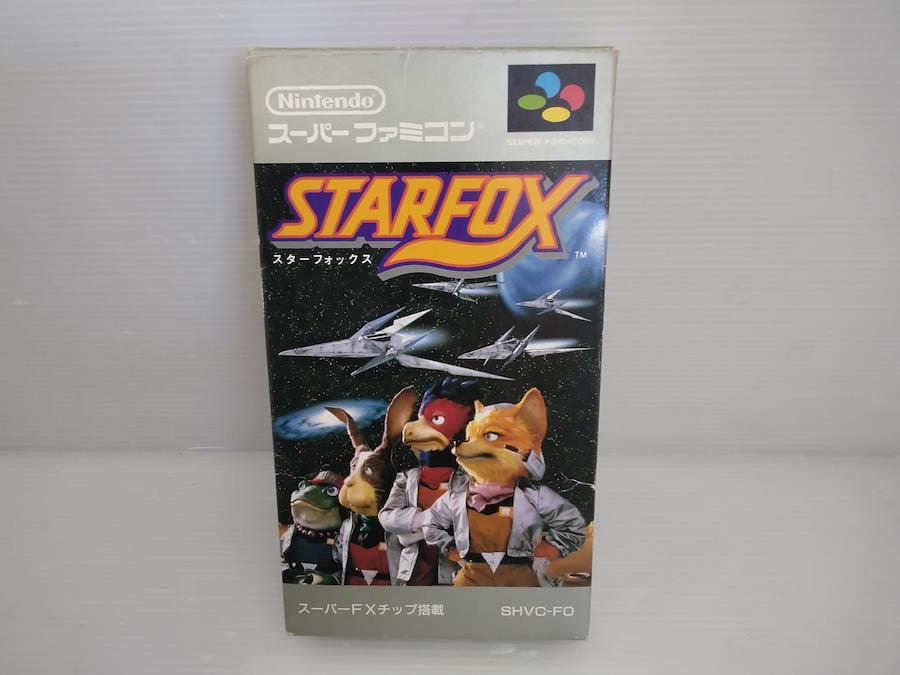 Nintendo
スーパーファミコン®
SUPER FAMICOM
STARFOX
スターフォックス
TM
スーパーFXチップ搭載
SHVC-FO